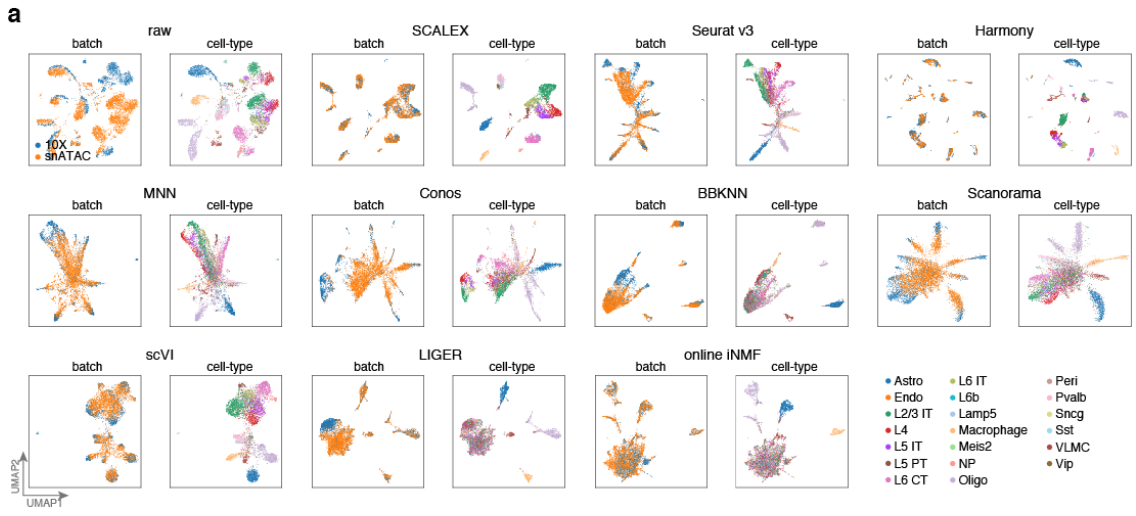 a
raw SCALEX Seurat v3 Harmony
batch cell-type batch cell-type batch cell-type batch cell-type
10X
snATAC
MNN Conos BBKNN Scanorama
batch cell-type batch cell-type batch cell-type batch cell-type
scVI LIGER online iNMF
batch cell-type batch cell-type batch cell-type
Astro L6 IT Peri
Endo L6b Pvalb
L2/3 IT Lamp5 Sncg
L4 Macrophage Sst
L5 IT Meis2 VLMC
L5 PT NP Vip
L6 CT Oligo
UMAP2
UMAP1